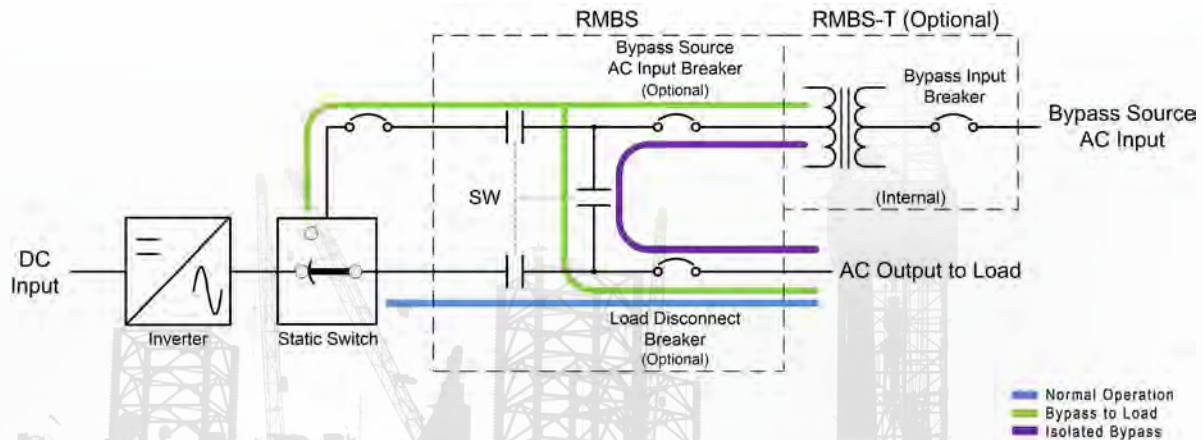 RMBS
RMBS-T (Optional)
Bypass Source
AC Input Breaker
(Optional)
Bypass Input
Breaker
Bypass Source
AC Input
SW
(Internal)
DC
Input
AC Output to Load
Inverter
Static Switch
Load Disconnect
Breaker
(Optional)
Normal Operation
Bypass to Load
Isolated Bypass